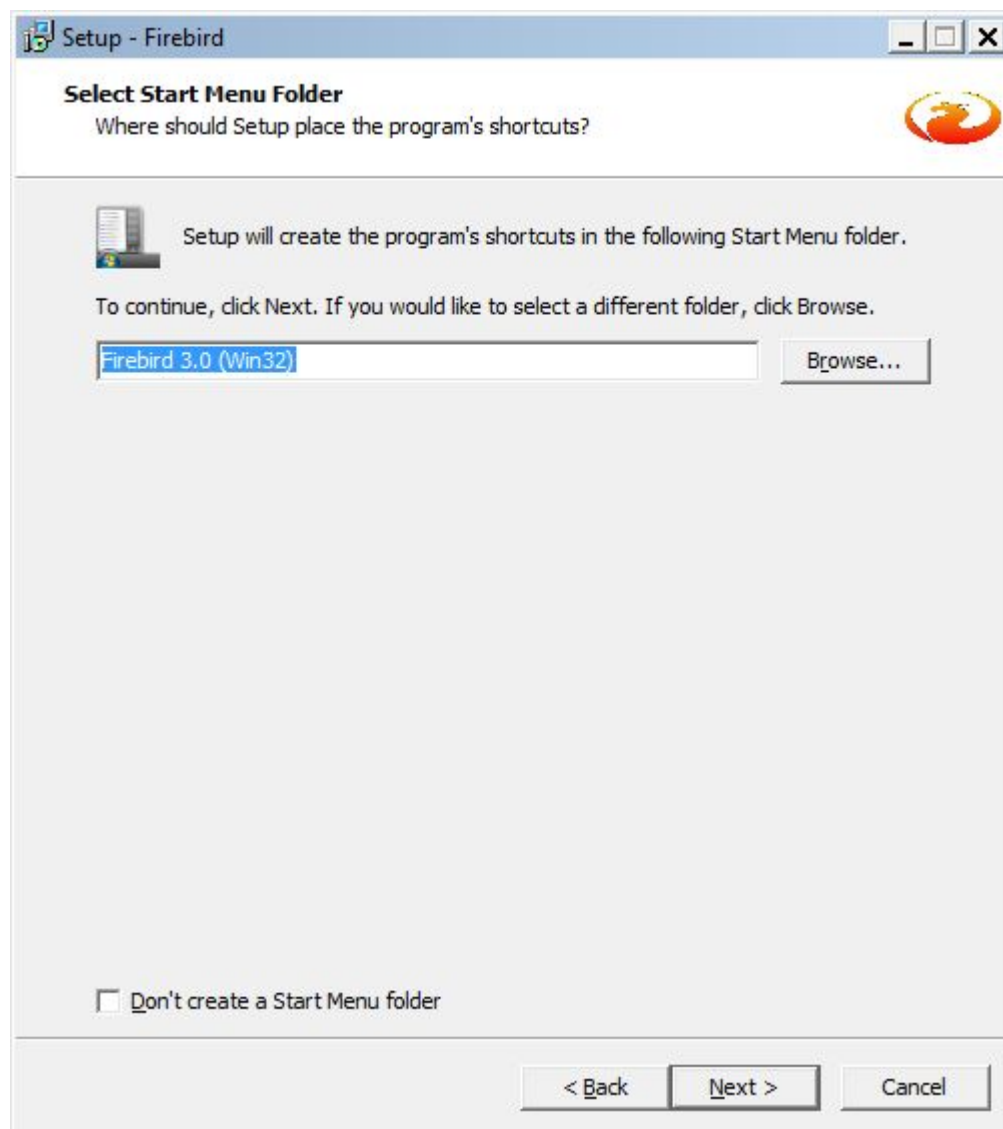 Setup - Firebird
Select Start Menu Folder
Where should Setup place the program's shortcuts?
Setup will create the program's shortcuts in the following Start Menu folder.
To continue, click Next. If you would like to select a different folder, click Browse.
Firebird 3.0 (Win32)
Browse...
Don't create a Start Menu folder
< Back
Next >
Cancel